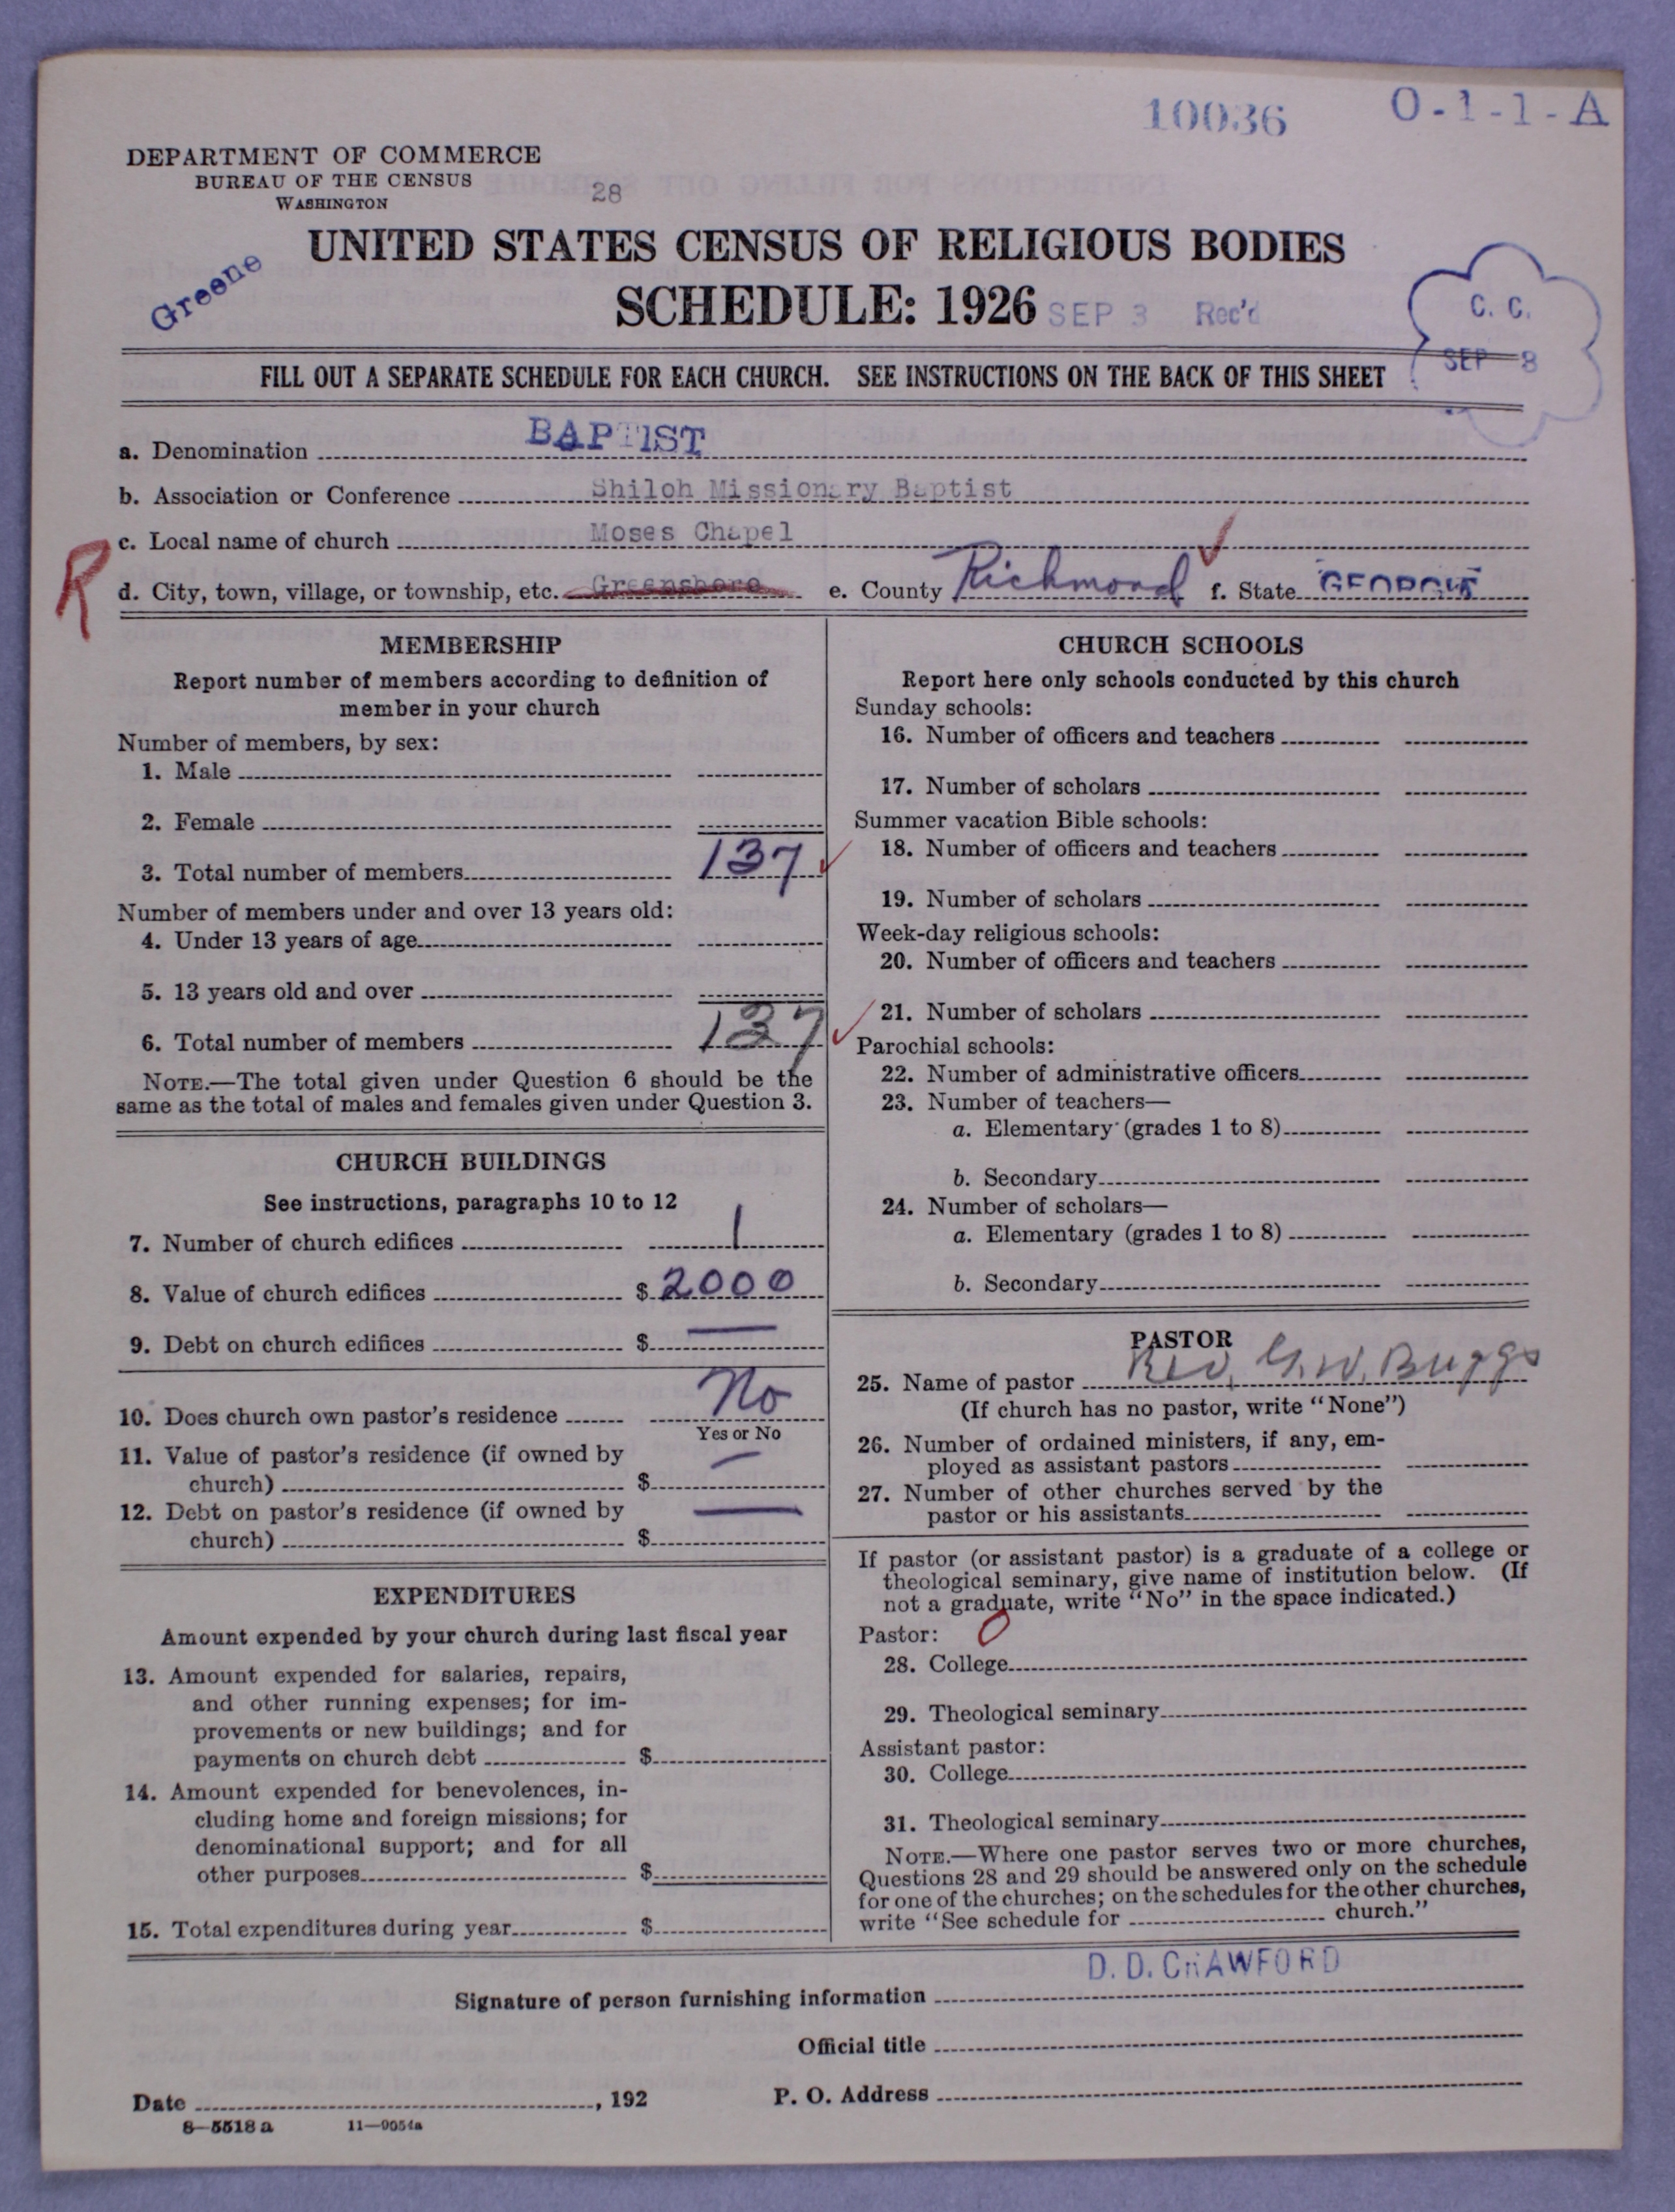 10036 O-1-1-A
DEPARTMENT OF COMMERCE
BUREAU OF THE CENSUS
WASHINGTON
28
UNITED STATES CENSUS OF RELIGIOUS BODIES
Greene
SCHEDULE: 1926 SEP 3 Rec'd
C. C.
SEP 8
FILL OUT A SEPARATE SCHEDULE FOR EACH CHURCH. SEE INSTRUCTIONS ON THE BACK OF THIS SHEET
a. Denomination BAPTIST
b. Association or Conference Shiloh Missionary Baptist
c. Local name of church Moses Chapel
R
d. City, town, village, or township, etc. Greensboro e. County Richmond f. State GEORGIA
MEMBERSHIP
Report number of members according to definition of
member in your church
Number of members, by sex:
1. Male
2. Female
3. Total number of members 137
Number of members under and over 13 years old:
4. Under 13 years of age
5. 13 years old and over
6. Total number of members 137
NOTE.—The total given under Question 6 should be the
same as the total of males and females given under Question 3.
CHURCH BUILDINGS
See instructions, paragraphs 10 to 12
7. Number of church edifices 1
8. Value of church edifices $ 2000
9. Debt on church edifices $ —
10. Does church own pastor's residence No
Yes or No
11. Value of pastor's residence (if owned by
church) $ —
12. Debt on pastor's residence (if owned by
church) $ —
EXPENDITURES
Amount expended by your church during last fiscal year
13. Amount expended for salaries, repairs,
and other running expenses; for im-
provements or new buildings; and for
payments on church debt $
14. Amount expended for benevolences, in-
cluding home and foreign missions; for
denominational support; and for all
other purposes $
15. Total expenditures during year $
CHURCH SCHOOLS
Report here only schools conducted by this church
Sunday schools:
16. Number of officers and teachers
17. Number of scholars
Summer vacation Bible schools:
18. Number of officers and teachers
19. Number of scholars
Week-day religious schools:
20. Number of officers and teachers
21. Number of scholars
Parochial schools:
22. Number of administrative officers
23. Number of teachers—
a. Elementary (grades 1 to 8)
b. Secondary
24. Number of scholars—
a. Elementary (grades 1 to 8)
b. Secondary
PASTOR
25. Name of pastor Rev. G.W. Buggs
(If church has no pastor, write "None")
26. Number of ordained ministers, if any, em-
ployed as assistant pastors
27. Number of other churches served by the
pastor or his assistants
If pastor (or assistant pastor) is a graduate of a college or
theological seminary, give name of institution below. (If
not a graduate, write "No" in the space indicated.)
Pastor: 0
28. College
29. Theological seminary
Assistant pastor:
30. College
31. Theological seminary
NOTE.—Where one pastor serves two or more churches,
Questions 28 and 29 should be answered only on the schedule
for one of the churches; on the schedules for the other churches,
write "See schedule for church."
D. D. CRAWFORD
Signature of person furnishing information
Official title
Date , 192 P. O. Address
8—5518 a 11—9054a